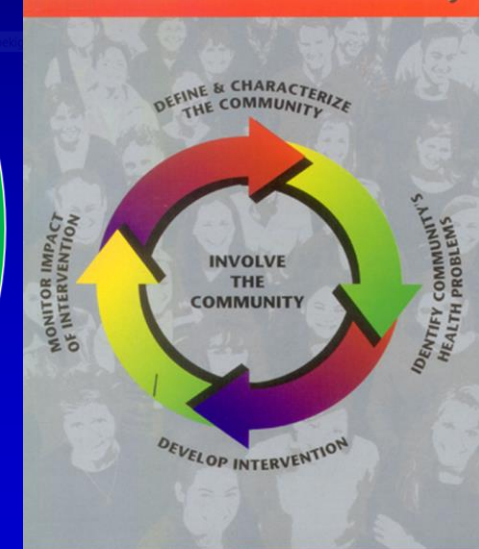 DEFINE & CHARACTERIZE
THE COMMUNITY
IDENTIFY COMMUNITY'S
HEALTH PROBLEMS
INVOLVE
THE
COMMUNITY
MONITOR IMPACT
OF INTERVENTION
DEVELOP INTERVENTION